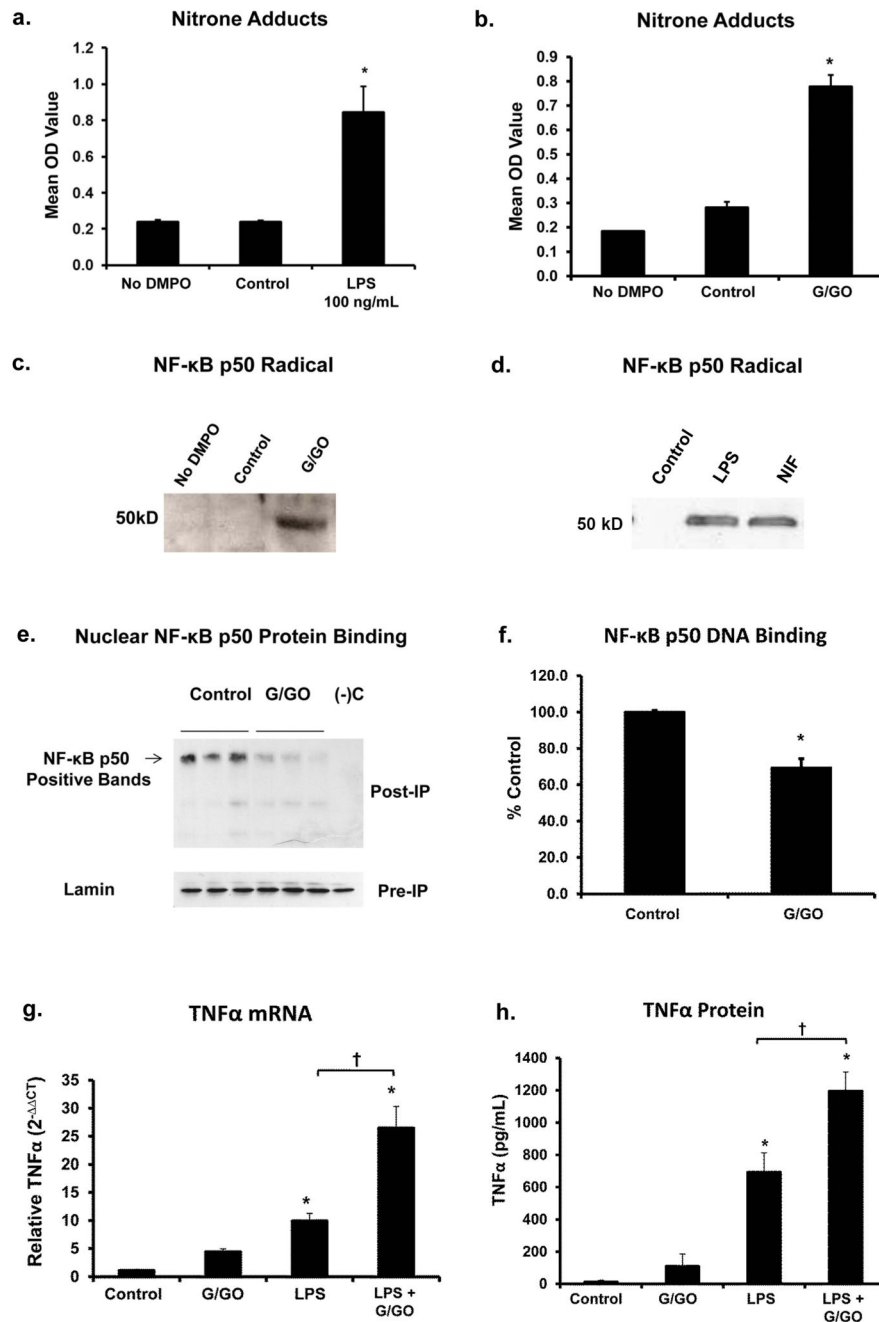 a.
Nitrone Adducts
Mean OD Value
1.2
1.0
0.8
0.6
0.4
0.2
0.0
*
No DMPO
Control
LPS
100 ng/mL
b.
Nitrone Adducts
Mean OD Value
0.9
0.8
0.7
0.6
0.5
0.4
0.3
0.2
0.1
0.0
*
No DMPO
Control
G/GO
c.
NF-κB p50 Radical
No DMPO
Control
G/GO
50kD
d.
NF-κB p50 Radical
Control
LPS
NIF
50 kD
e.
Nuclear NF-κB p50 Protein Binding
Control
G/GO
(-)C
NF-κB p50 →
Positive Bands
Post-IP
Lamin
Pre-IP
f.
NF-κB p50 DNA Binding
% Control
120.0
100.0
80.0
60.0
40.0
20.0
0.0
*
Control
G/GO
g.
TNFα mRNA
Relative TNFα (2-ΔΔCT)
35
30
25
20
15
10
5
0
†
*
*
Control
G/GO
LPS
LPS +
G/GO
h.
TNFα Protein
TNFα (pg/mL)
1400
1200
1000
800
600
400
200
0
†
*
*
Control
G/GO
LPS
LPS +
G/GO